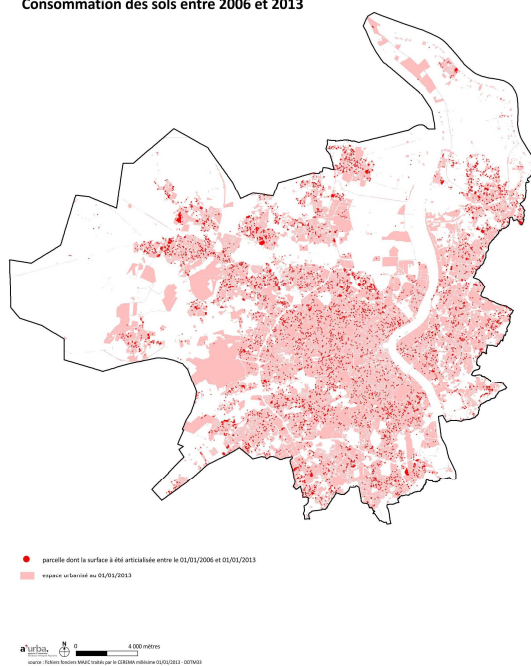 Consommation des sols entre 2006 et 2013
parcelle dont la surface à été articialisée entre le 01/01/2006 et 01/01/2013
espace urbanisé au 01/01/2013
a'urba.
N
0 4 000 mètres
source : fichiers fonciers MAJIC traités par le CEREMA millésime 01/01/2013 - DDTM33